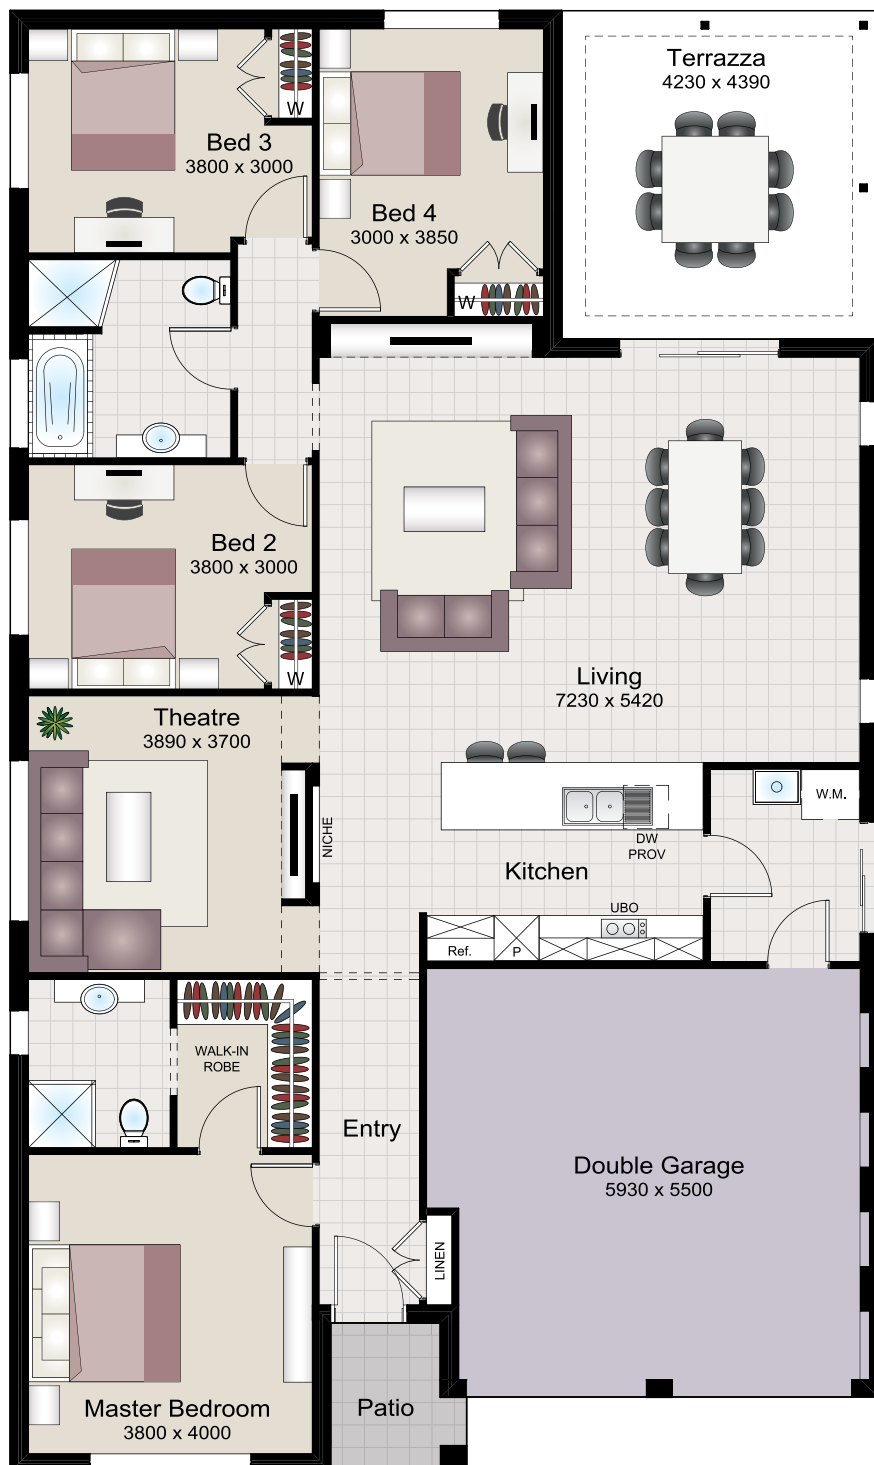 Terrazza
4230 x 4390
W
Bed 3
3800 x 3000
Bed 4
3000 x 3850
W
Bed 2
3800 x 3000
W
Living
7230 x 5420
Theatre
3890 x 3700
NICHE
W.M.
DW
PROV
Kitchen
UBO
Ref.
P
WALK-IN
ROBE
Entry
Double Garage
5930 x 5500
LINEN
Master Bedroom
3800 x 4000
Patio